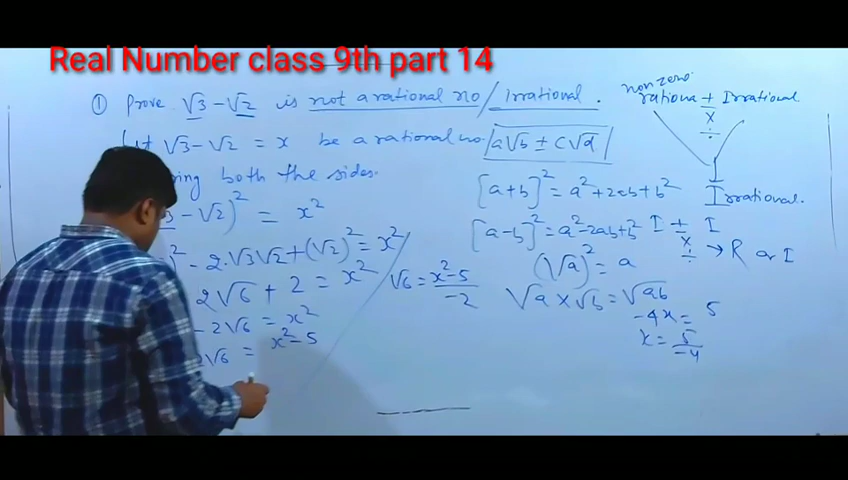 Real Number class 9th part 14
① Prove √3 – √2 is not a rational no / Irrational.
√3 – √2 = x be a rational no. a√b ± c√d
both the sides.
– √2)² = x²
² – 2.√3√2 + (√2)² = x²
2√6 + 2 = x²
– 2√6 = x²
√6 = x² – 5
√6 = x² – 5 / –2
non zero
rationa + Irrational
×
÷
Irrational.
[a+b]² = a² + 2ab + b²
[a–b]² = a² – 2ab + b²
I ± I
×
÷ → R or I
(√a)² = a
√a × √b = √ab
–4x = 5
x = 5 / –4